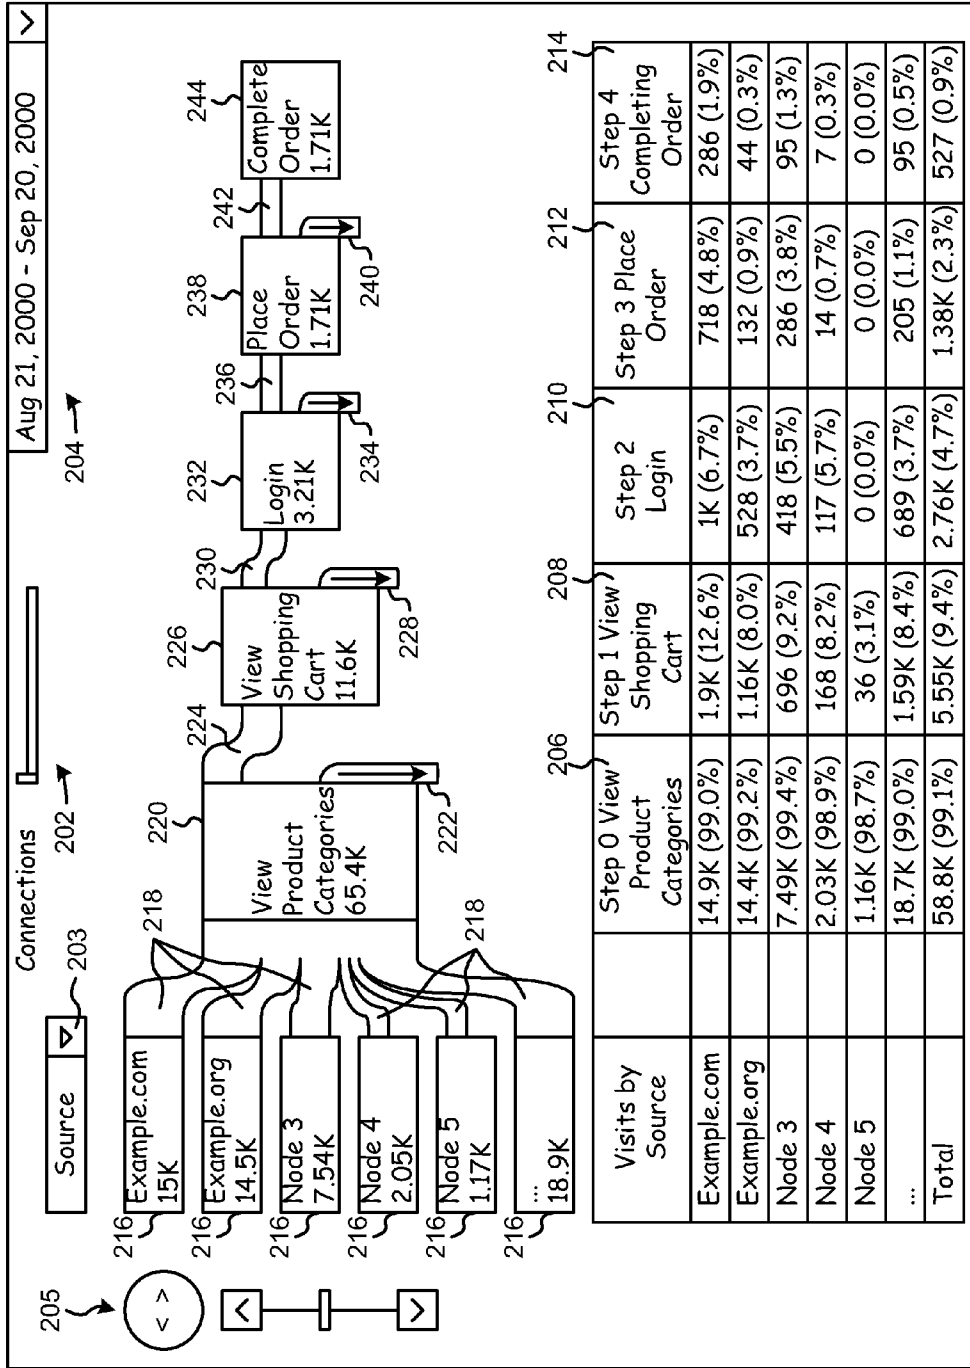 Connections
Aug 21, 2000 - Sep 20, 2000
202
204
Source
203
205
< >
216
Example.com
15K
216
Example.org
14.5K
216
Node 3
7.54K
216
Node 4
2.05K
216
Node 5
1.17K
216
...
18.9K
218
218
220
View
Product
Categories
65.4K
222
224
226
View
Shopping
Cart
11.6K
228
230
232
Login
3.21K
234
236
238
Place
Order
1.71K
240
242
244
Complete
Order
1.71K
206
208
210
212
214
Visits by
Source
Step 0 View
Product
Categories
Step 1 View
Shopping
Cart
Step 2
Login
Step 3 Place
Order
Step 4
Completing
Order
Example.com 14.9K (99.0%) 1.9K (12.6%) 1K (6.7%) 718 (4.8%) 286 (1.9%)
Example.org 14.4K (99.2%) 1.16K (8.0%) 528 (3.7%) 132 (0.9%) 44 (0.3%)
Node 3 7.49K (99.4%) 696 (9.2%) 418 (5.5%) 286 (3.8%) 95 (1.3%)
Node 4 2.03K (98.9%) 168 (8.2%) 117 (5.7%) 14 (0.7%) 7 (0.3%)
Node 5 1.16K (98.7%) 36 (3.1%) 0 (0.0%) 0 (0.0%) 0 (0.0%)
... 18.7K (99.0%) 1.59K (8.4%) 689 (3.7%) 205 (1.1%) 95 (0.5%)
Total 58.8K (99.1%) 5.55K (9.4%) 2.76K (4.7%) 1.38K (2.3%) 527 (0.9%)